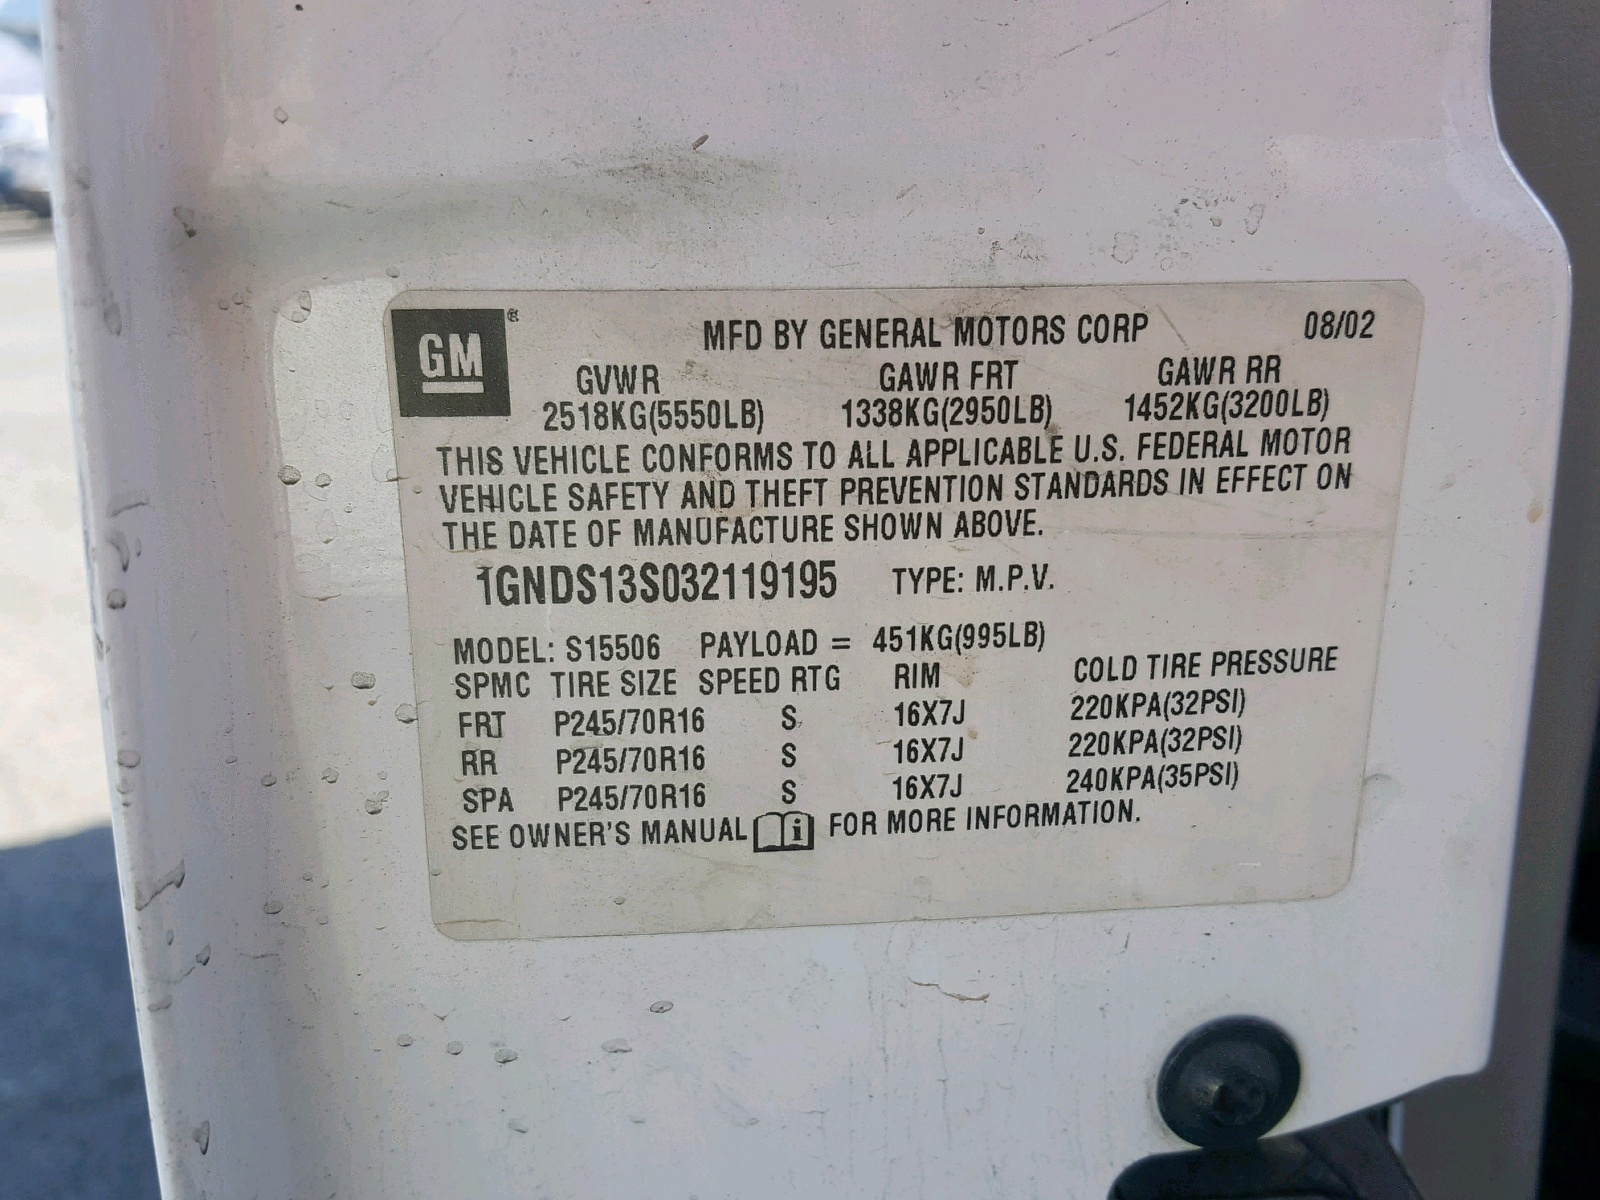 GM ® MFD BY GENERAL MOTORS CORP 08/02
GVWR GAWR FRT GAWR RR
2518KG(5550LB) 1338KG(2950LB) 1452KG(3200LB)
THIS VEHICLE CONFORMS TO ALL APPLICABLE U.S. FEDERAL MOTOR
VEHICLE SAFETY AND THEFT PREVENTION STANDARDS IN EFFECT ON
THE DATE OF MANUFACTURE SHOWN ABOVE.
1GNDS13S032119195 TYPE: M.P.V.
MODEL: S15506 PAYLOAD = 451KG(995LB)
SPMC TIRE SIZE SPEED RTG RIM COLD TIRE PRESSURE
FRT P245/70R16 S 16X7J 220KPA(32PSI)
RR P245/70R16 S 16X7J 220KPA(32PSI)
SPA P245/70R16 S 16X7J 240KPA(35PSI)
SEE OWNER'S MANUAL i FOR MORE INFORMATION.